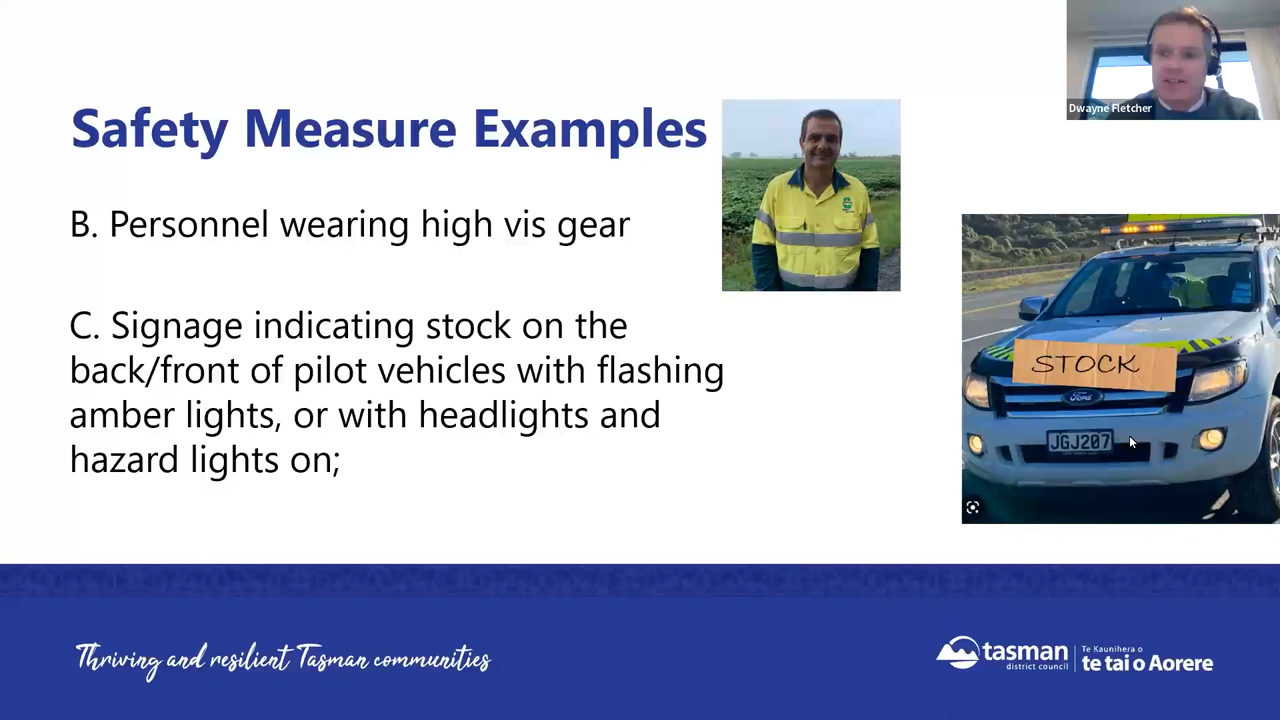 Dwayne Fletcher
Safety Measure Examples
B. Personnel wearing high vis gear
C. Signage indicating stock on the
back/front of pilot vehicles with flashing
amber lights, or with headlights and
hazard lights on;
STOCK
Ford
JGJ207
Thriving and resilient Tasman communities
tasman
district council
Te Kaunihera o
te tai o Aorere